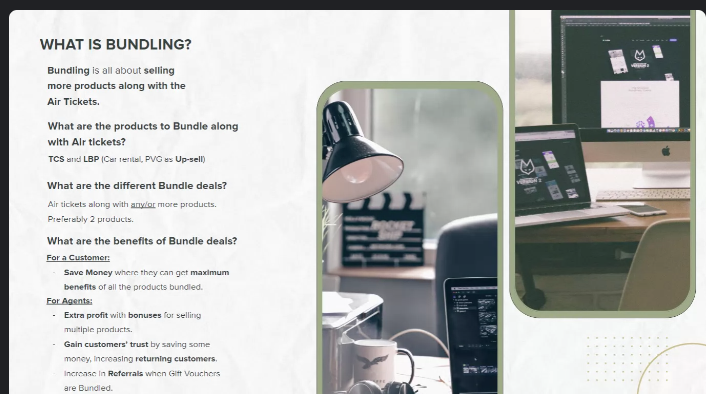 WHAT IS BUNDLING?
Bundling is all about selling
more products along with the
Air Tickets.
What are the products to Bundle along
with Air tickets?
TCS and LBP (Car rental, PVG as Up-sell)
What are the different Bundle deals?
Air tickets along with any/or more products.
Preferably 2 products.
What are the benefits of Bundle deals?
For a Customer:
Save Money where they can get maximum
benefits of all the products bundled.
For Agents:
Extra profit with bonuses for selling
multiple products.
Gain customers' trust by saving some
money, increasing returning customers.
Increase in Referrals when Gift Vouchers
are Bundled.